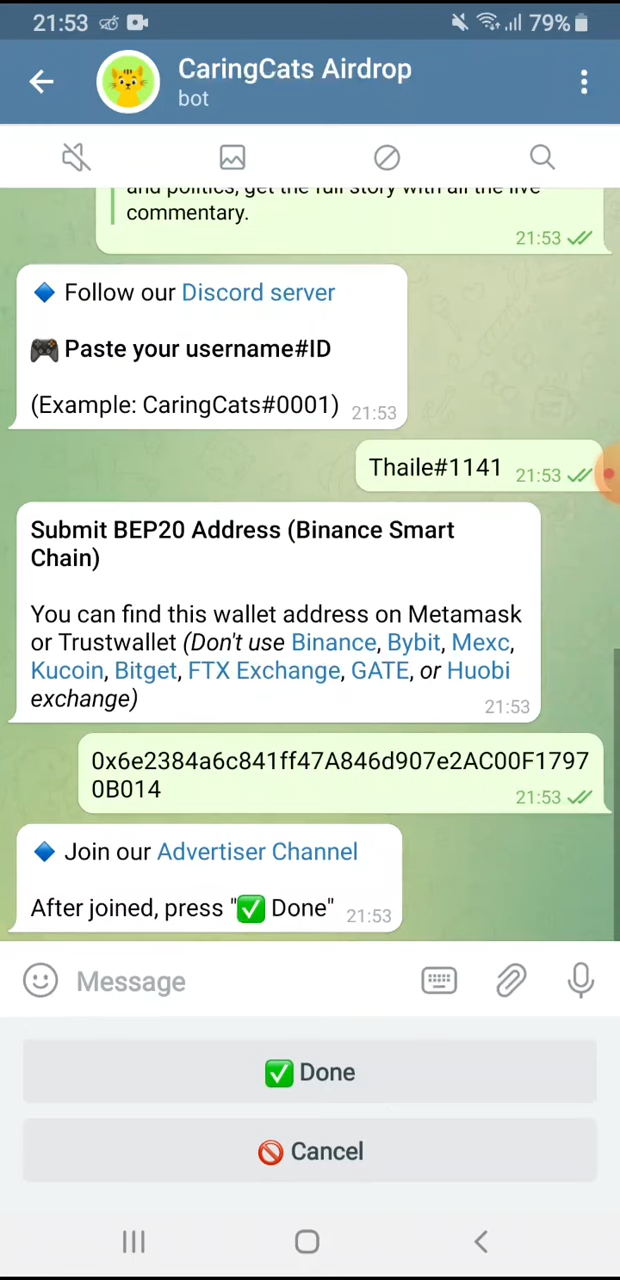 21:53 79%
CaringCats Airdrop
bot
and politics, get the full story with all the live
commentary.
21:53
🔷 Follow our Discord server
🎮 Paste your username#ID
(Example: CaringCats#0001) 21:53
Thaile#1141 21:53
Submit BEP20 Address (Binance Smart
Chain)
You can find this wallet address on Metamask
or Trustwallet (Don't use Binance, Bybit, Mexc,
Kucoin, Bitget, FTX Exchange, GATE, or Huobi
exchange) 21:53
0x6e2384a6c841ff47A846d907e2AC00F1797
0B014 21:53
🔷 Join our Advertiser Channel
After joined, press "✅ Done" 21:53
Message
✅ Done
🚫 Cancel